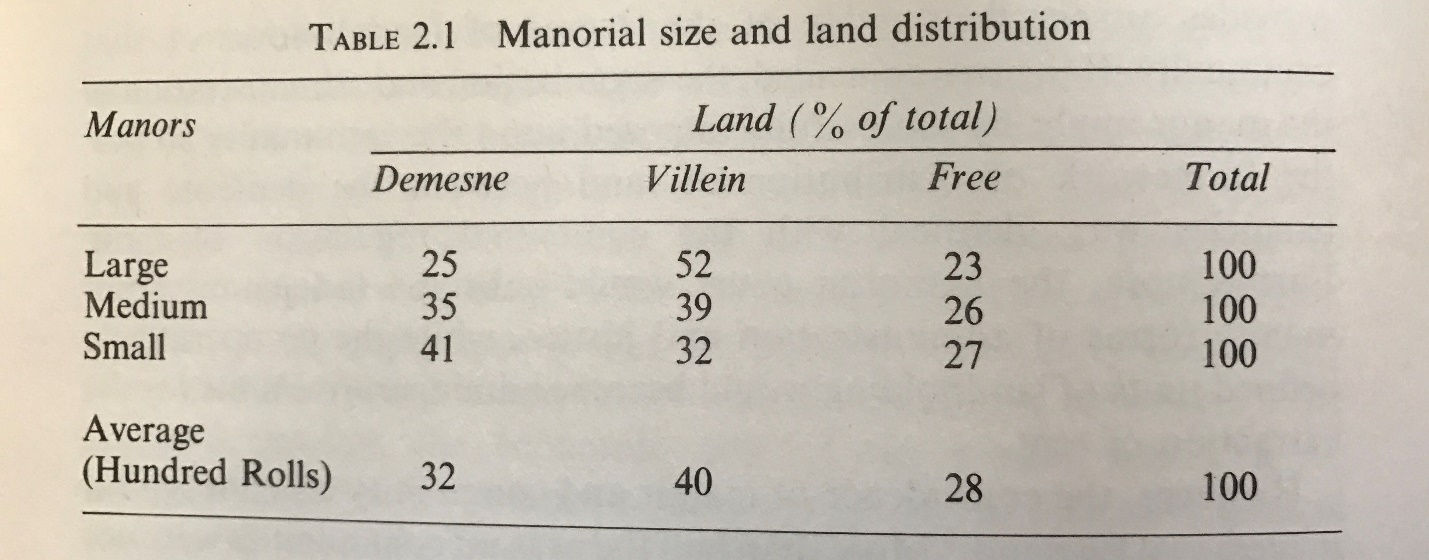 TABLE 2.1 Manorial size and land distribution
Manors Land (% of total)
Demesne Villein Free Total
Large 25 52 23 100
Medium 35 39 26 100
Small 41 32 27 100
Average
(Hundred Rolls) 32 40 28 100